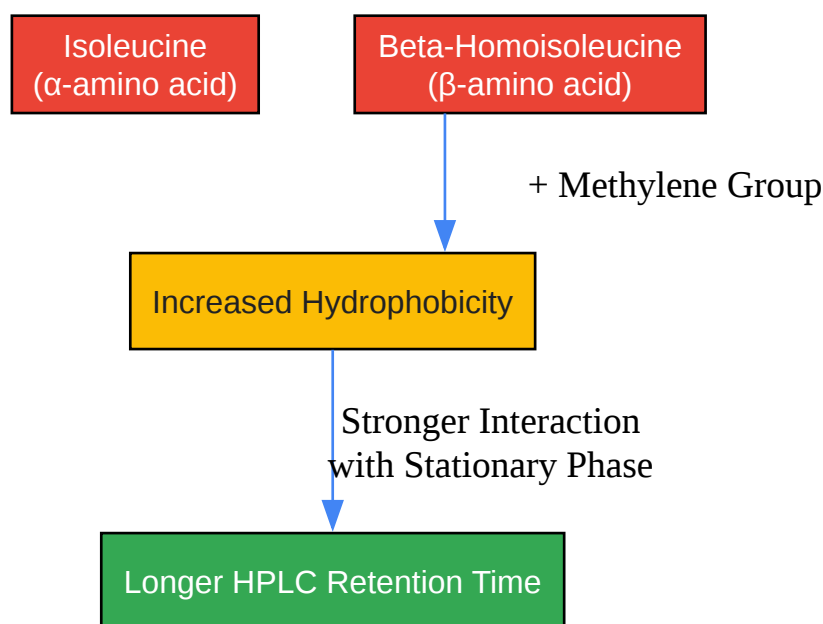 Isoleucine
(α-amino acid)
Beta-Homoisoleucine
(β-amino acid)
+ Methylene Group
Increased Hydrophobicity
Stronger Interaction
with Stationary Phase
Longer HPLC Retention Time